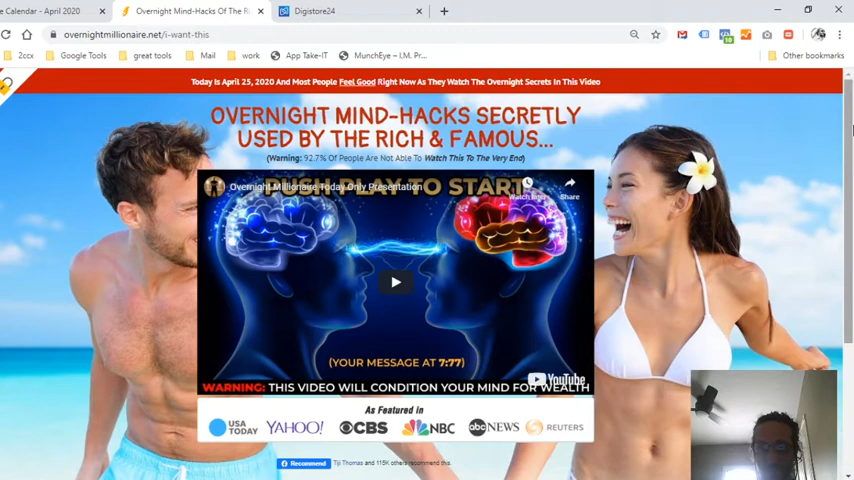 e Calendar - April 2020
Overnight Mind-Hacks Of The Ri
Digistore24
overnightmillionaire.net/i-want-this
2ccx
Google Tools
great tools
Mail
work
App Take-IT
MunchEye – I.M. Pr...
Other bookmarks
Today Is April 25, 2020 And Most People Feel Good Right Now As They Watch The Overnight Secrets In This Video
OVERNIGHT MIND-HACKS SECRETLY
USED BY THE RICH & FAMOUS...
(Warning: 92.7% Of People Are Not Able To Watch This To The Very End)
PUSH PLAY TO START
Overnight Millionaire Today Only Presentation
Watch later
Share
(YOUR MESSAGE AT 7:77)
WARNING: THIS VIDEO WILL CONDITION YOUR MIND FOR WEALTH
YouTube
As Featured in
USA TODAY
YAHOO!
CBS
NBC
abc NEWS
REUTERS
Recommend
Tiji Thomas and 115K others recommend this.